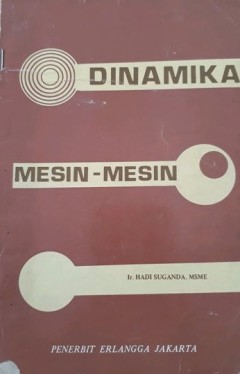 DINAMIKA
MESIN-MESIN
Ir. HADI SUGANDA, MSME
PENERBIT ERLANGGA JAKARTA